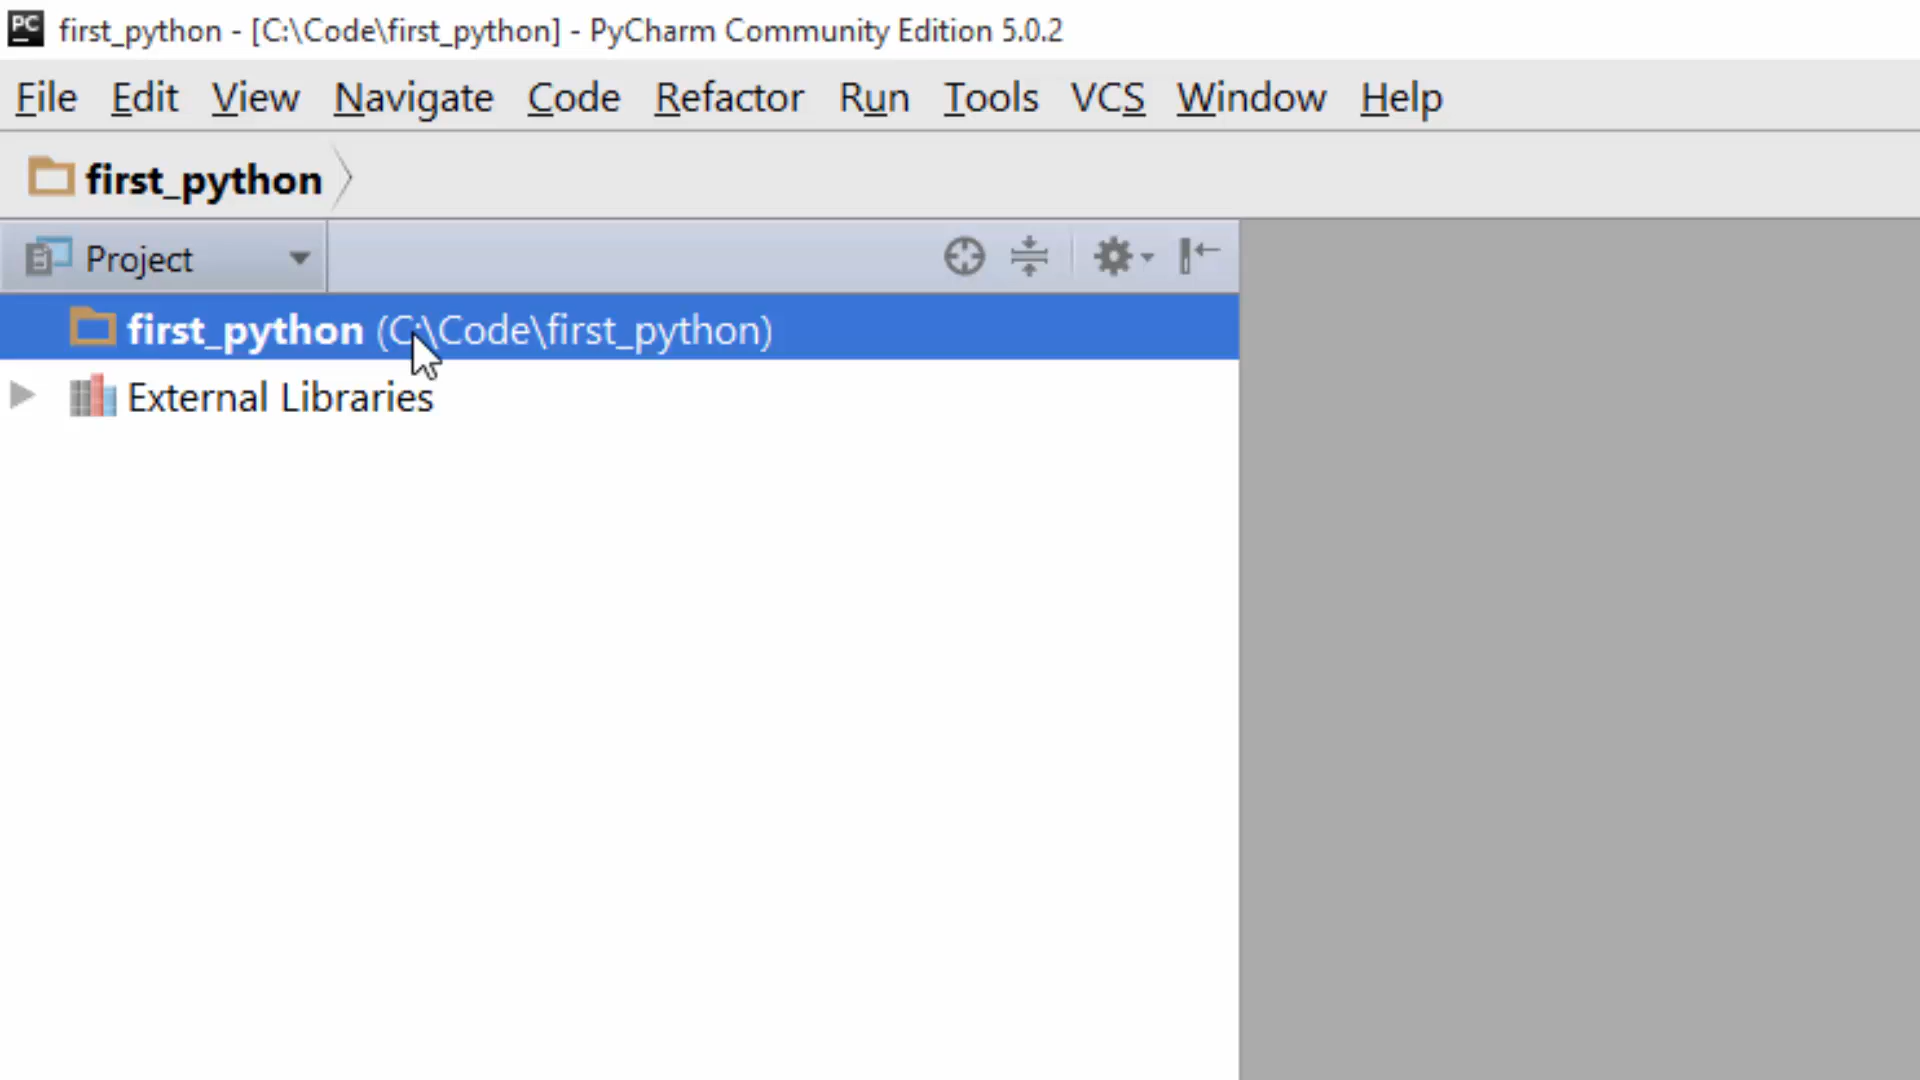 PC first_python - [C:\Code\first_python] - PyCharm Community Edition 5.0.2
File Edit View Navigate Code Refactor Run Tools VCS Window Help
first_python
Project
first_python (C:\Code\first_python)
External Libraries